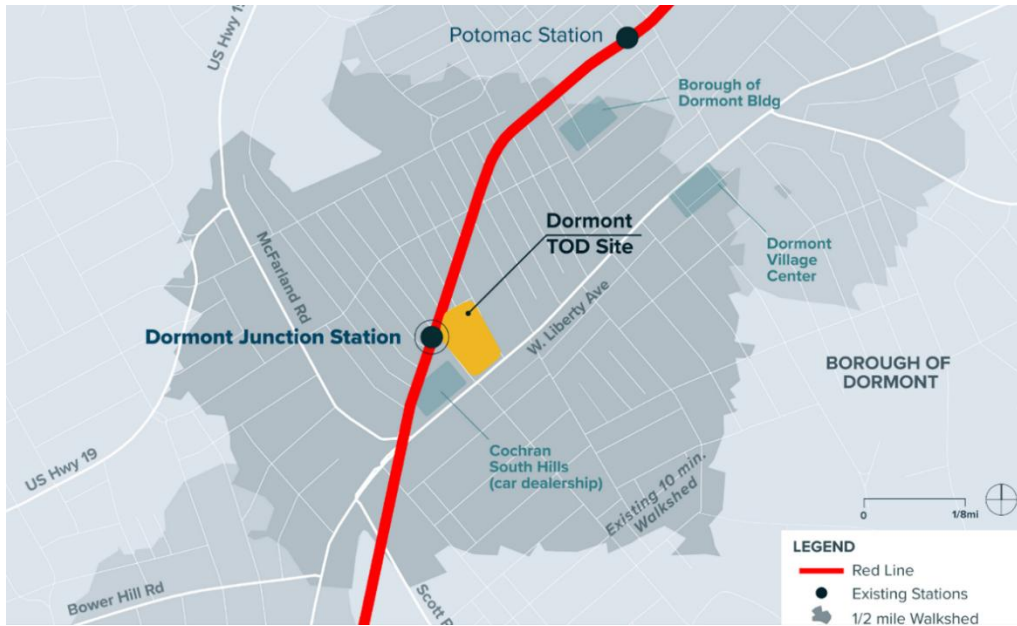 US Hwy 1
Potomac Station
Borough of
Dormont Bldg
Dormont
TOD Site
McFarland Rd
Dormont
Village
Center
W. Liberty Ave
Dormont Junction Station
BOROUGH OF
DORMONT
Cochran
South Hills
(car dealership)
US Hwy 19
Existing 10 min.
Walkshed
0 1/8mi
Bower Hill Rd
Scott
LEGEND
Red Line
Existing Stations
1/2 mile Walkshed